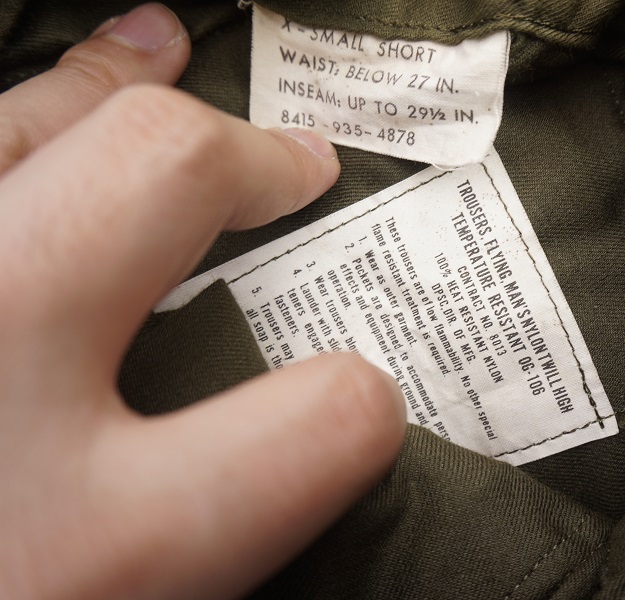 X-SMALL SHORT
WAIST: BELOW 27 IN.
INSEAM: UP TO 29½ IN.
8415-935-4878
TROUSERS FLYING MAN'S NYLON TWILL HIGH
TEMPERATURE RESISTANT OG-106
CONTRACT NO. 8073
DPSC, DIR. OF MFG.
100% HEAT RESISTANT NYLON
These trousers are of low flammability. No other special
flame resistant treatment is required.
1. Wear as outer garment.
2. Pockets are designed to accommodate
effects and equipment during ground and
operation.
3. Wear trousers
4. Launder with
teners
fasteners.
5. Trousers may
all soap is